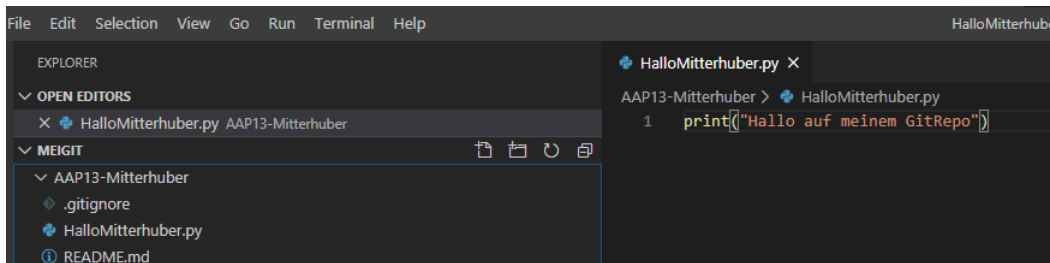 File Edit Selection View Go Run Terminal Help HalloMitterhube
EXPLORER
OPEN EDITORS
HalloMitterhuber.py AAP13-Mitterhuber
MEIGIT
AAP13-Mitterhuber
.gitignore
HalloMitterhuber.py
README.md
HalloMitterhuber.py
AAP13-Mitterhuber > HalloMitterhuber.py
1 print("Hallo auf meinem GitRepo")